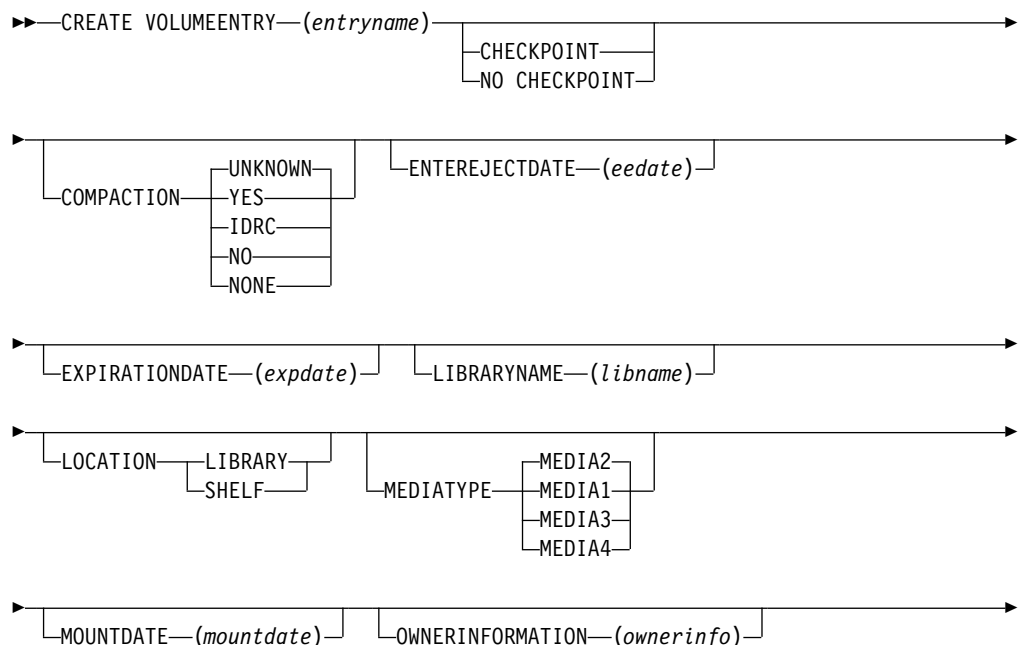 CREATE VOLUMEENTRY (entryname)
CHECKPOINT
NO CHECKPOINT
UNKNOWN
COMPACTION YES
IDRC
NO
NONE
ENTEREJECTDATE (eedate)
EXPIRATIONDATE (expdate) LIBRARYNAME (libname)
LOCATION LIBRARY
SHELF
MEDIA2
MEDIATYPE MEDIA1
MEDIA3
MEDIA4
MOUNTDATE (mountdate) OWNERINFORMATION (ownerinfo)